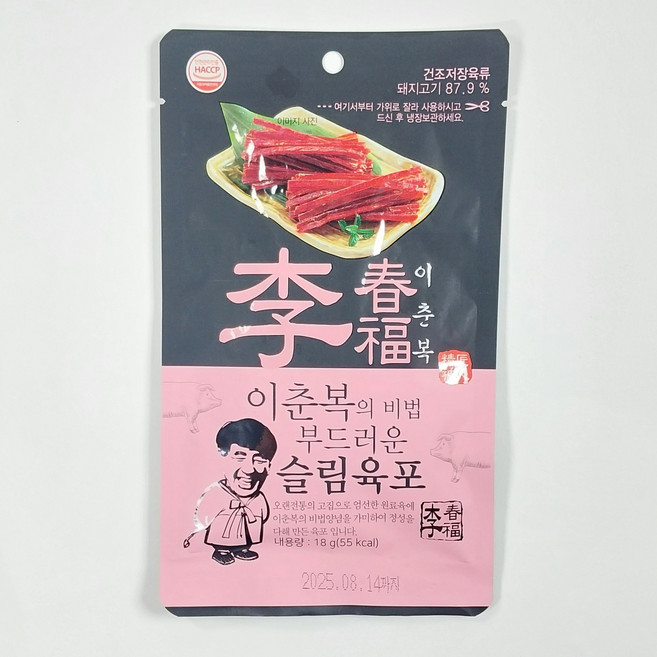 HACCP
건조저장육류
돼지고기 87.9 %
여기서부터 가위로 잘라 사용하시고
드신 후 냉장보관하세요.
이미지 사진
李
春福
이춘복
이춘복의 비법
부드러운
슬림육포
오랜전통의 고집으로 엄선한 원료육에
이춘복의 비법양념을 가미하여 정성을
다해 만든 육포 입니다.
내용량 : 18 g(55 kcal)
李
春福
2025.08.14까지